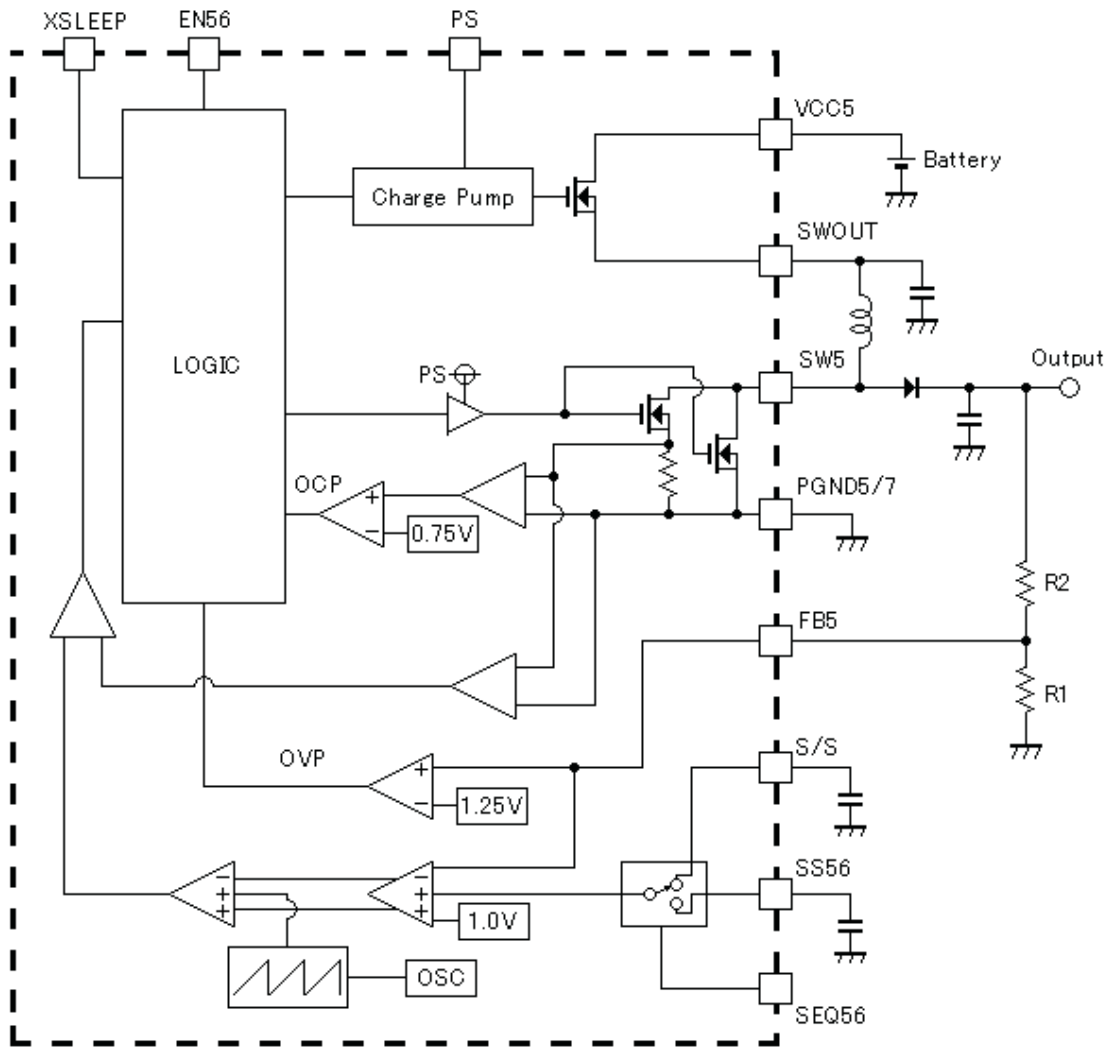 XSLEEP
EN56
PS
VCC5
Battery
Charge Pump
SWOUT
LOGIC
PS
SW5
Output
OCP
+
−
0.75V
PGND5/7
R2
FB5
R1
OVP
+
−
1.25V
S/S
−
+
+
−
+
+
1.0V
SS56
OSC
SEQ56